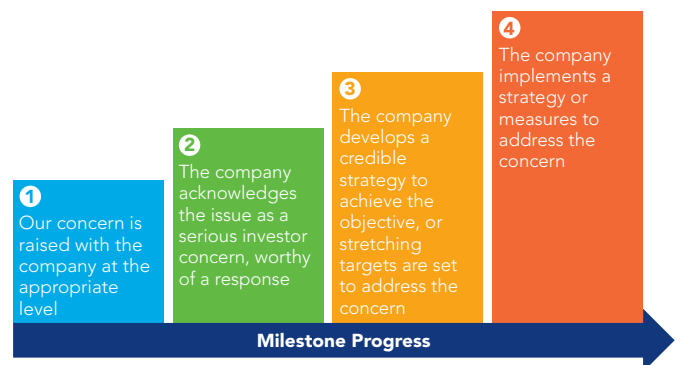 1
Our concern is
raised with the
company at the
appropriate
level
2
The company
acknowledges
the issue as a
serious investor
concern, worthy
of a response
3
The company
develops a
credible
strategy to
achieve the
objective, or
stretching
targets are set
to address the
concern
4
The company
implements a
strategy or
measures to
address the
concern
Milestone Progress